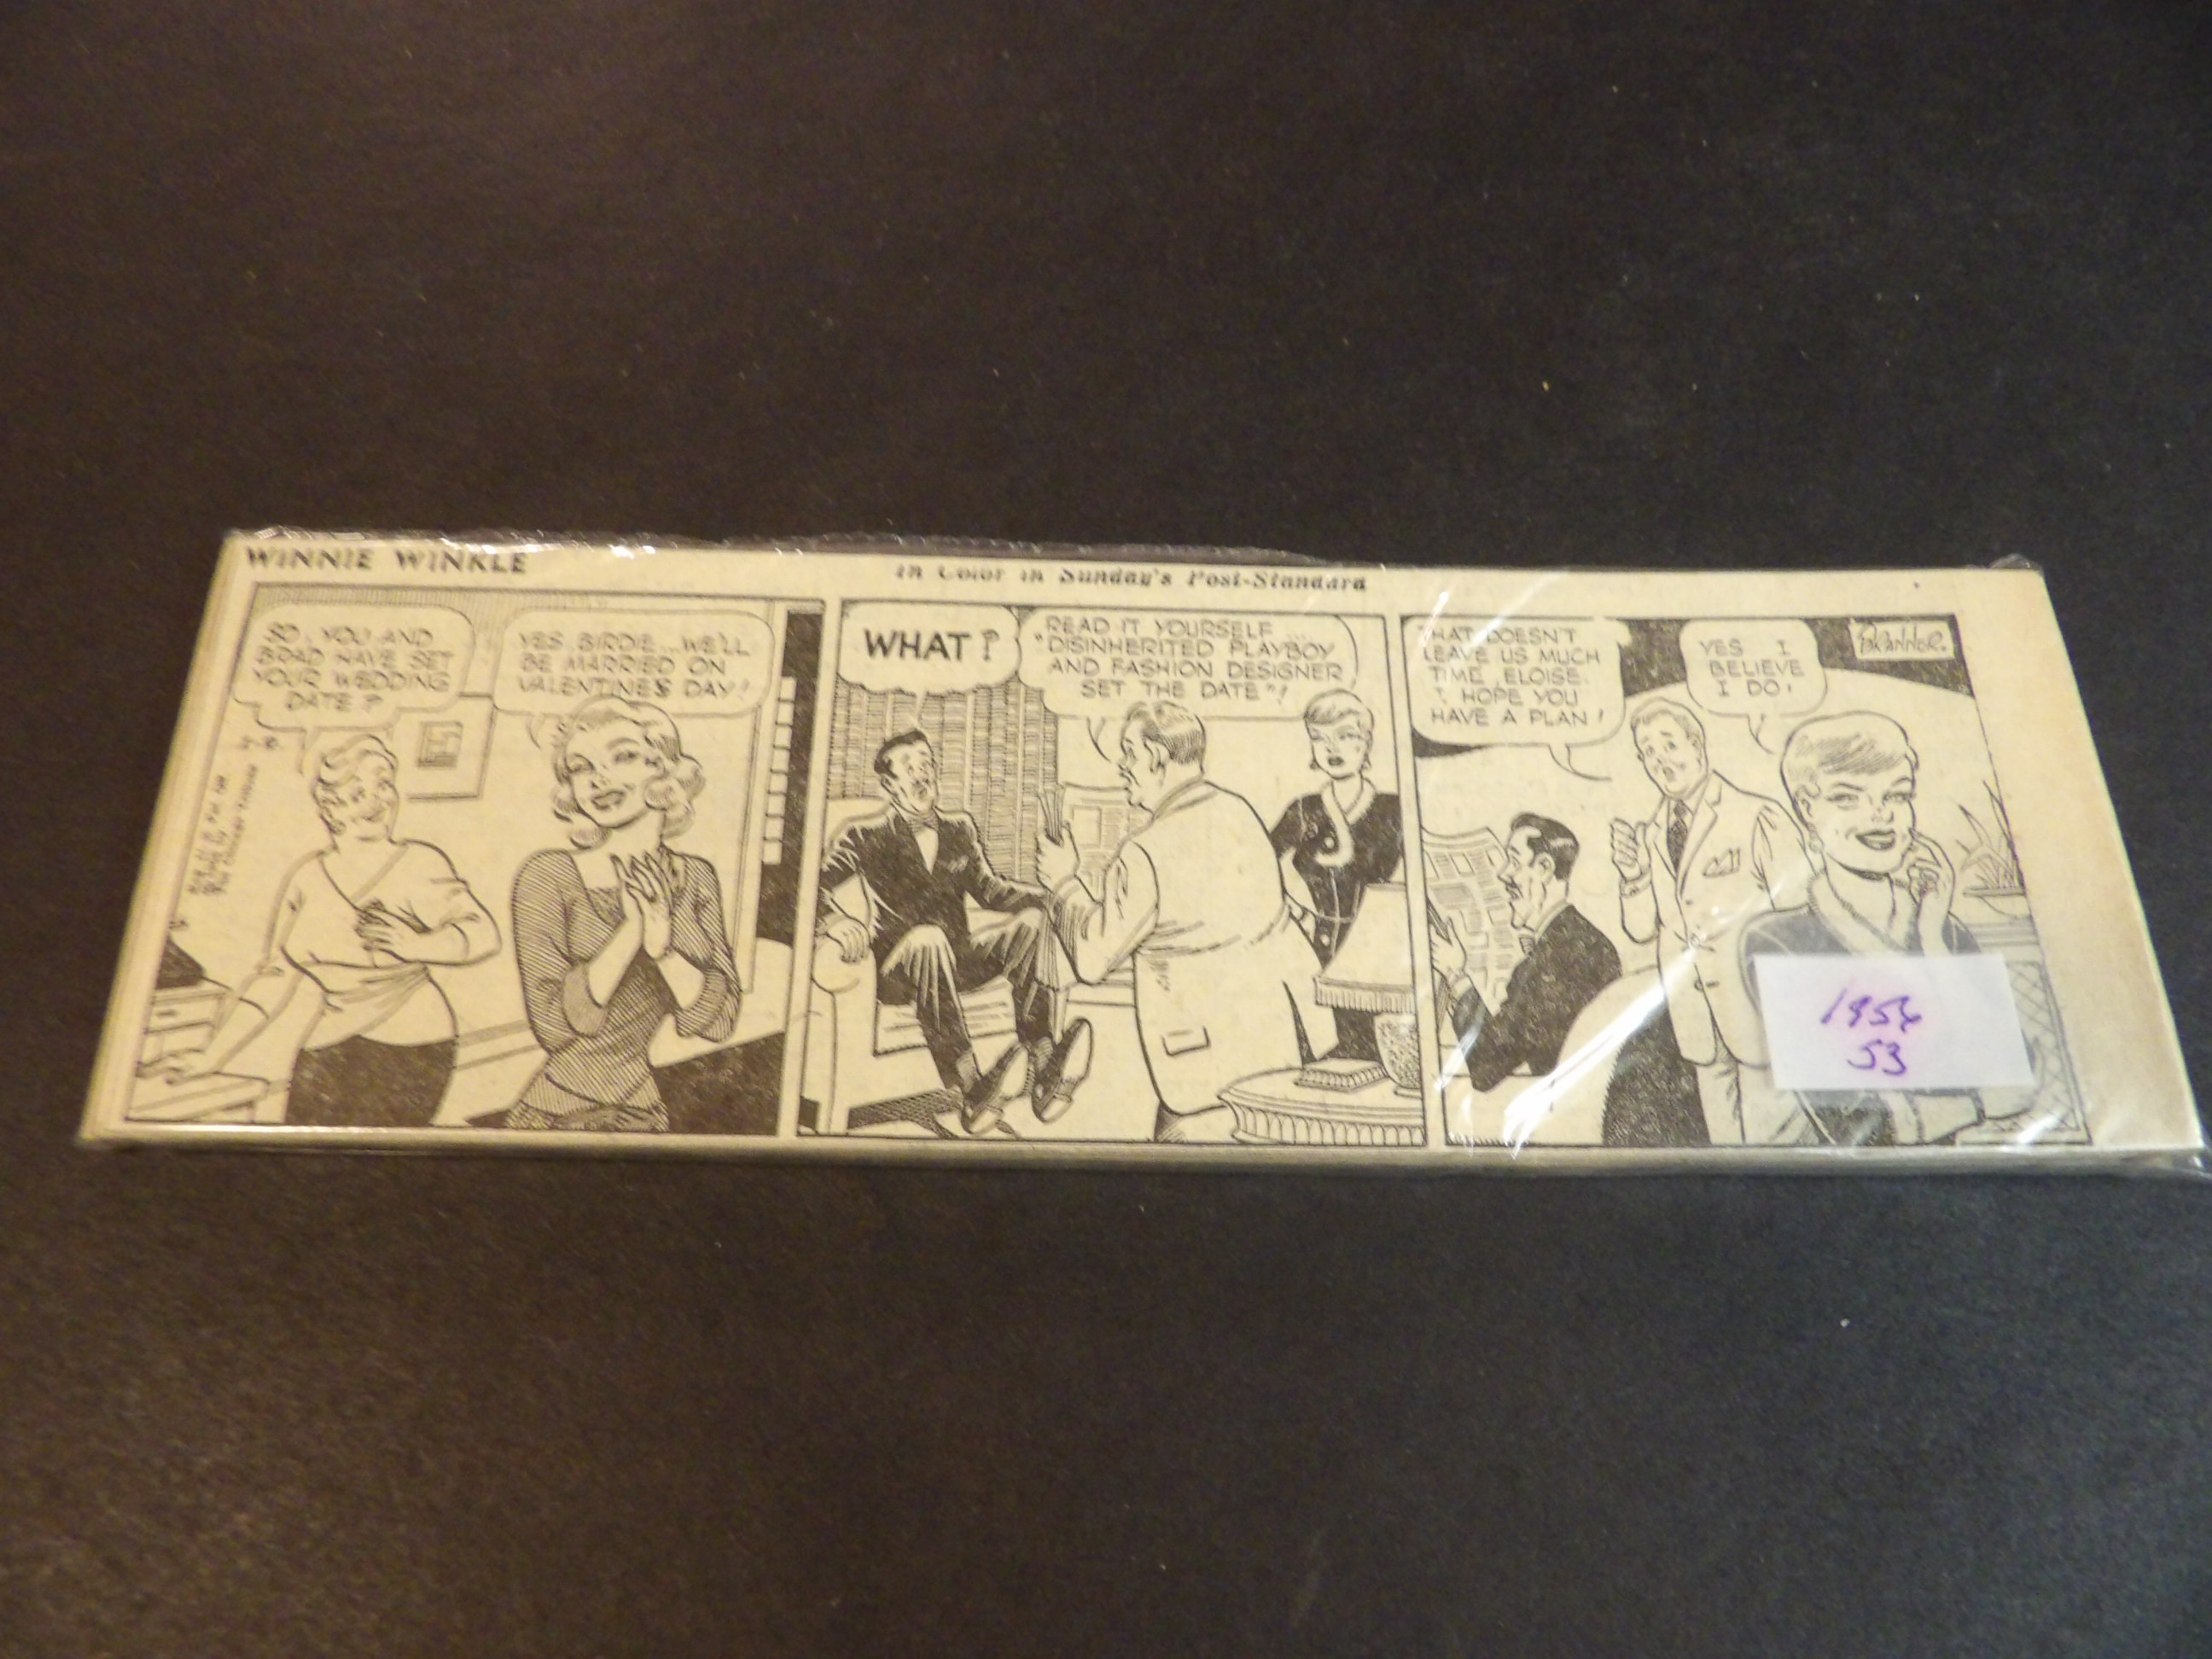 WINNIE WINKLE
In Color in Sunday's Post-Standard
SO, YOU AND
BRAD HAVE SET
YOUR WEDDING
DATE?
YES, BIRDIE...WE'LL
BE MARRIED ON
VALENTINE'S DAY!
WHAT?
READ IT YOURSELF...
"DISINHERITED PLAYBOY
AND FASHION DESIGNER
SET THE DATE"!
THAT DOESN'T
LEAVE US MUCH
TIME, ELOISE.
I HOPE YOU
HAVE A PLAN!
YES I
BELIEVE
I DO!
BRANNER.
1956
53